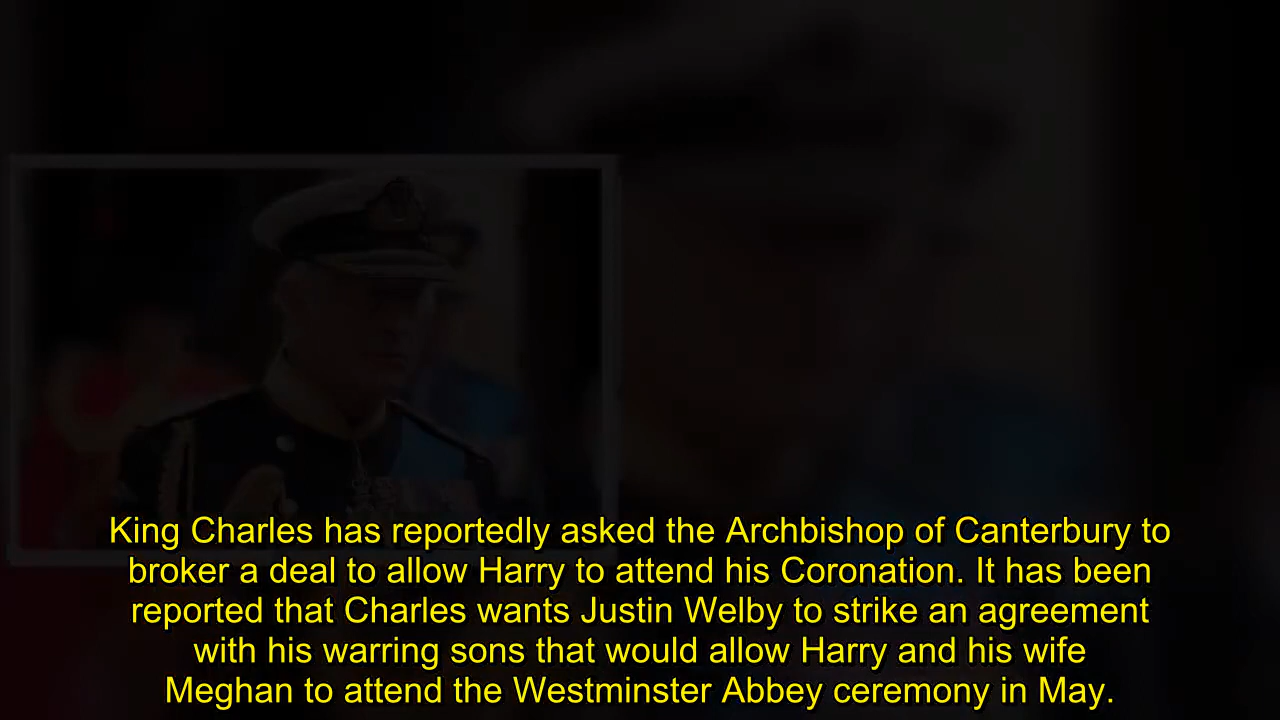 King Charles has reportedly asked the Archbishop of Canterbury to
broker a deal to allow Harry to attend his Coronation. It has been
reported that Charles wants Justin Welby to strike an agreement
with his warring sons that would allow Harry and his wife
Meghan to attend the Westminster Abbey ceremony in May.